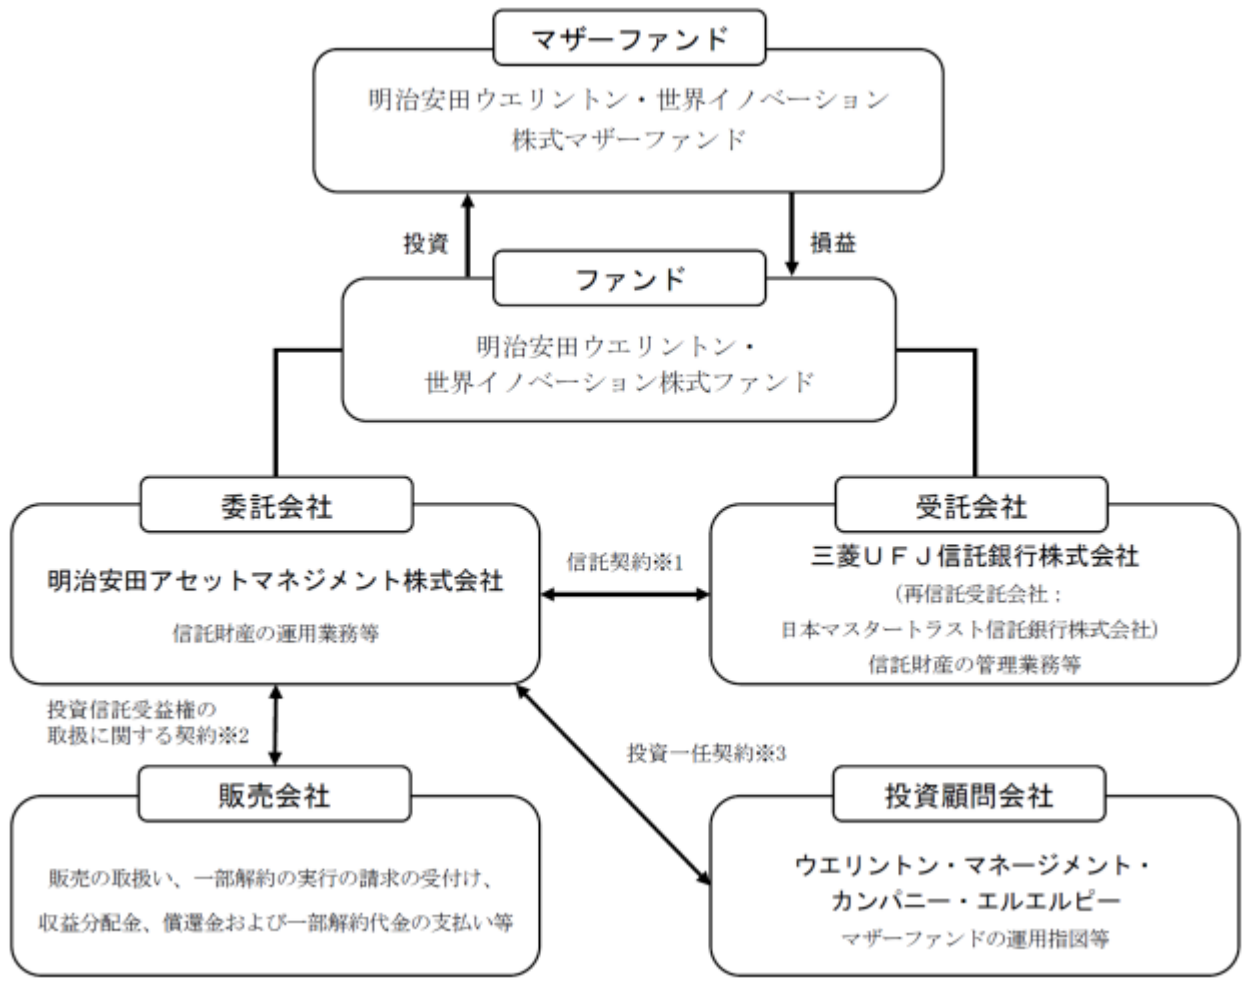 マザーファンド
明治安田ウエリントン・世界イノベーション
株式マザーファンド
投資
損益
ファンド
明治安田ウエリントン・
世界イノベーション株式ファンド
委託会社
明治安田アセットマネジメント株式会社
信託財産の運用業務等
信託契約※1
受託会社
三菱ＵＦＪ信託銀行株式会社
（再信託受託会社：
日本マスタートラスト信託銀行株式会社）
信託財産の管理業務等
投資信託受益権の
取扱に関する契約※2
投資一任契約※3
販売会社
販売の取扱い、一部解約の実行の請求の受付け、
収益分配金、償還金および一部解約代金の支払い等
投資顧問会社
ウエリントン・マネージメント・
カンパニー・エルエルピー
マザーファンドの運用指図等